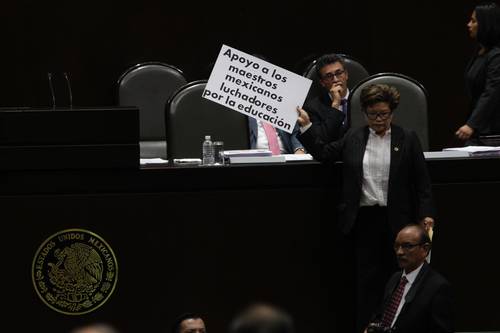 Apoyo a los
maestros
mexicanos
luchadores
por la educación
ESTADOS UNIDOS MEXICANOS